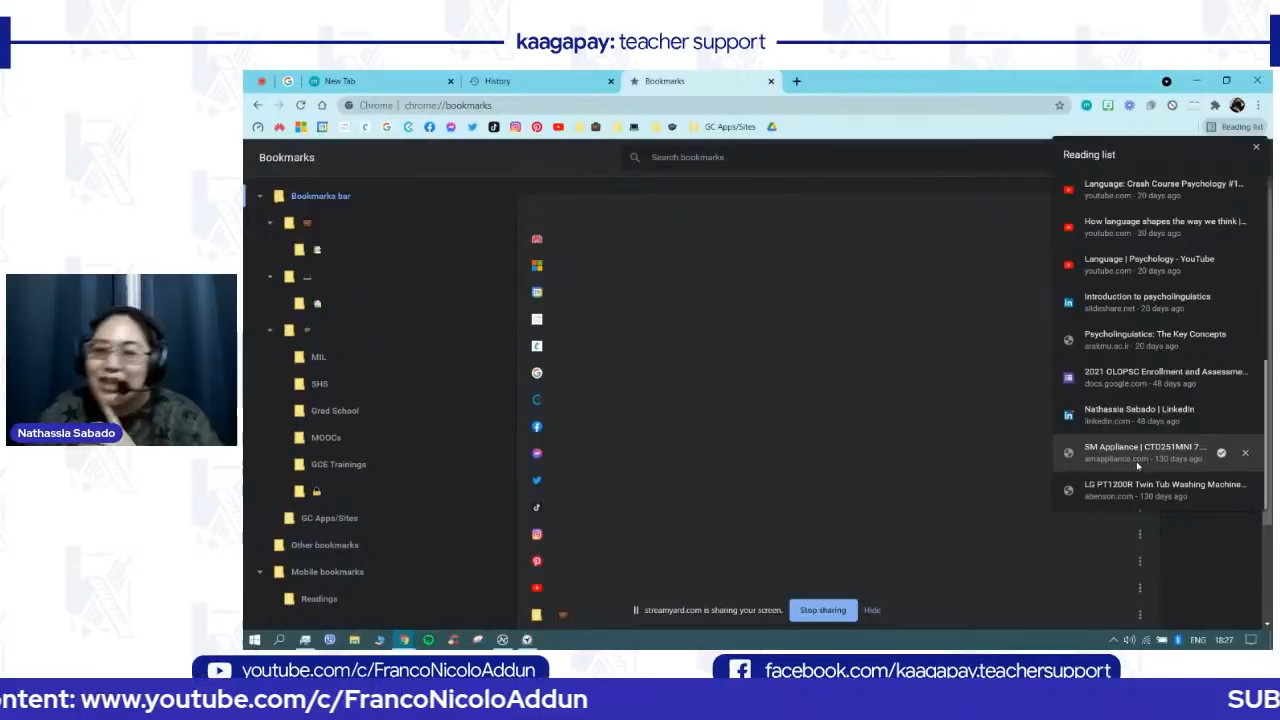 kaagapay: teacher support
New Tab
History
Bookmarks
Chrome | chrome://bookmarks
GC Apps/Sites
Reading list
Bookmarks
Search bookmarks
Reading list
Bookmarks bar
MIL
SHS
Grad School
MOOCs
GCE Trainings
GC Apps/Sites
Other bookmarks
Mobile bookmarks
Readings
Language: Crash Course Psychology #1...
youtube.com · 20 days ago
How language shapes the way we think |...
youtube.com · 20 days ago
Language | Psychology - YouTube
youtube.com · 20 days ago
Introduction to psycholinguistics
slideshare.net · 20 days ago
Psycholinguistics: The Key Concepts
arakmu.ac.ir · 20 days ago
2021 OLOPSC Enrollment and Assessme...
docs.google.com · 48 days ago
Nathassia Sabado | LinkedIn
linkedin.com · 48 days ago
SM Appliance | CTD251MNI 7....
smappliance.com · 130 days ago
LG PT1200R Twin Tub Washing Machine...
abenson.com · 130 days ago
Nathassia Sabado
streamyard.com is sharing your screen.
Stop sharing
Hide
ENG
18:27
youtube.com/c/FrancoNicoloAddun
facebook.com/kaagapay.teachersupport
ontent: www.youtube.com/c/FrancoNicoloAddun
SUB